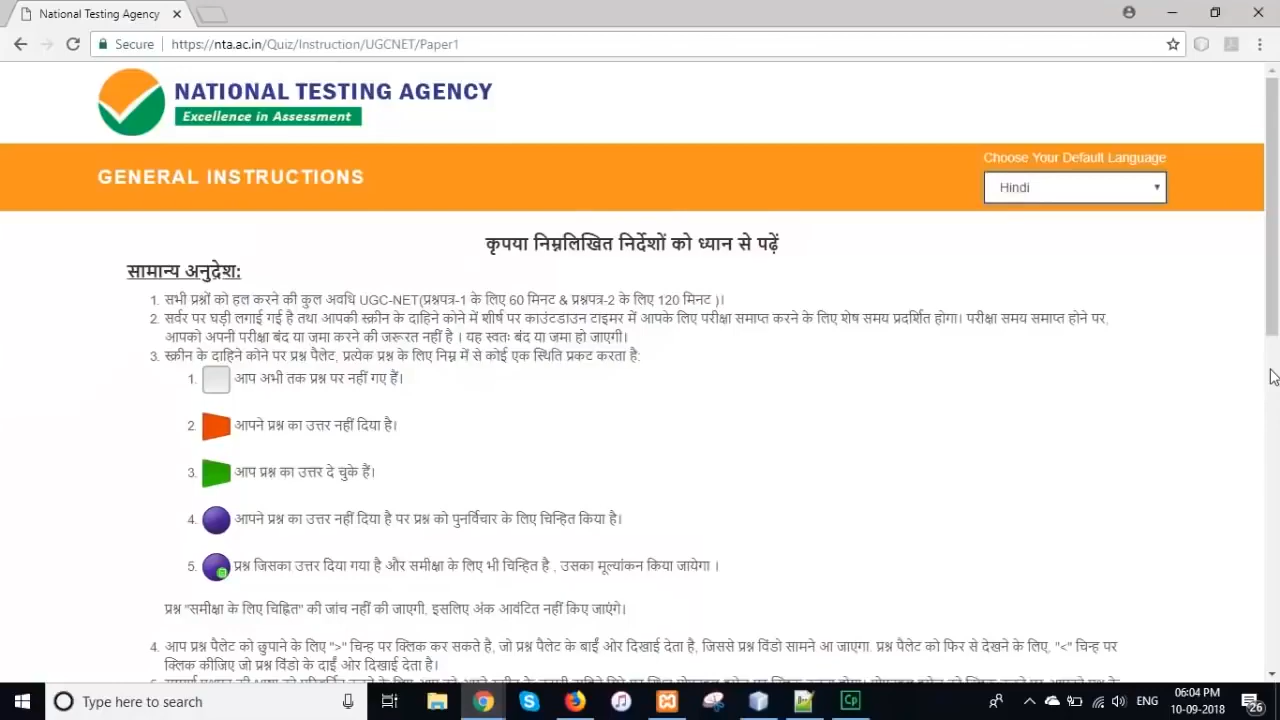 National Testing Agency
Secure
https://nta.ac.in/Quiz/Instruction/UGCNET/Paper1
NATIONAL TESTING AGENCY
Excellence in Assessment
GENERAL INSTRUCTIONS
Choose Your Default Language
Hindi
कृपया निम्नलिखित निर्देशों को ध्यान से पढ़ें
सामान्य अनुदेश:
1. सभी प्रश्नों को हल करने की कुल अवधि UGC-NET(प्रश्नपत्र-1 के लिए 60 मिनट & प्रश्नपत्र-2 के लिए 120 मिनट )।
2. सर्वर पर घड़ी लगाई गई है तथा आपकी स्क्रीन के दाहिने कोने में शीर्ष पर काउंटडाउन टाइमर में आपके लिए परीक्षा समाप्त करने के लिए शेष समय प्रदर्शित होगा। परीक्षा समय समाप्त होने पर,
आपको अपनी परीक्षा बंद या जमा करने की जरूरत नहीं है । यह स्वतः बंद या जमा हो जाएगी।
3. स्क्रीन के दाहिने कोने पर प्रश्न पैलेट, प्रत्येक प्रश्न के लिए निम्न में से कोई एक स्थिति प्रकट करता है:
1. आप अभी तक प्रश्न पर नहीं गए हैं।
2. आपने प्रश्न का उत्तर नहीं दिया है।
3. आप प्रश्न का उत्तर दे चुके हैं।
4. आपने प्रश्न का उत्तर नहीं दिया है पर प्रश्न को पुनर्विचार के लिए चिन्हित किया है।
5. प्रश्न जिसका उत्तर दिया गया है और समीक्षा के लिए भी चिन्हित है , उसका मूल्यांकन किया जायेगा ।
प्रश्न "समीक्षा के लिए चिह्नित" की जांच नहीं की जाएगी, इसलिए अंक आवंटित नहीं किए जाएंगे।
4. आप प्रश्न पैलेट को छुपाने के लिए ">" चिन्ह पर क्लिक कर सकते है, जो प्रश्न पैलेट के बाईं ओर दिखाई देता है, जिससे प्रश्न विंडो सामने आ जाएगा. प्रश्न पैलेट को फिर से देखने के लिए, "<" चिन्ह पर
क्लिक कीजिए जो प्रश्न विंडो के दाईं ओर दिखाई देता है।
Type here to search
Cp
ENG
06:04 PM
10-09-2018
26